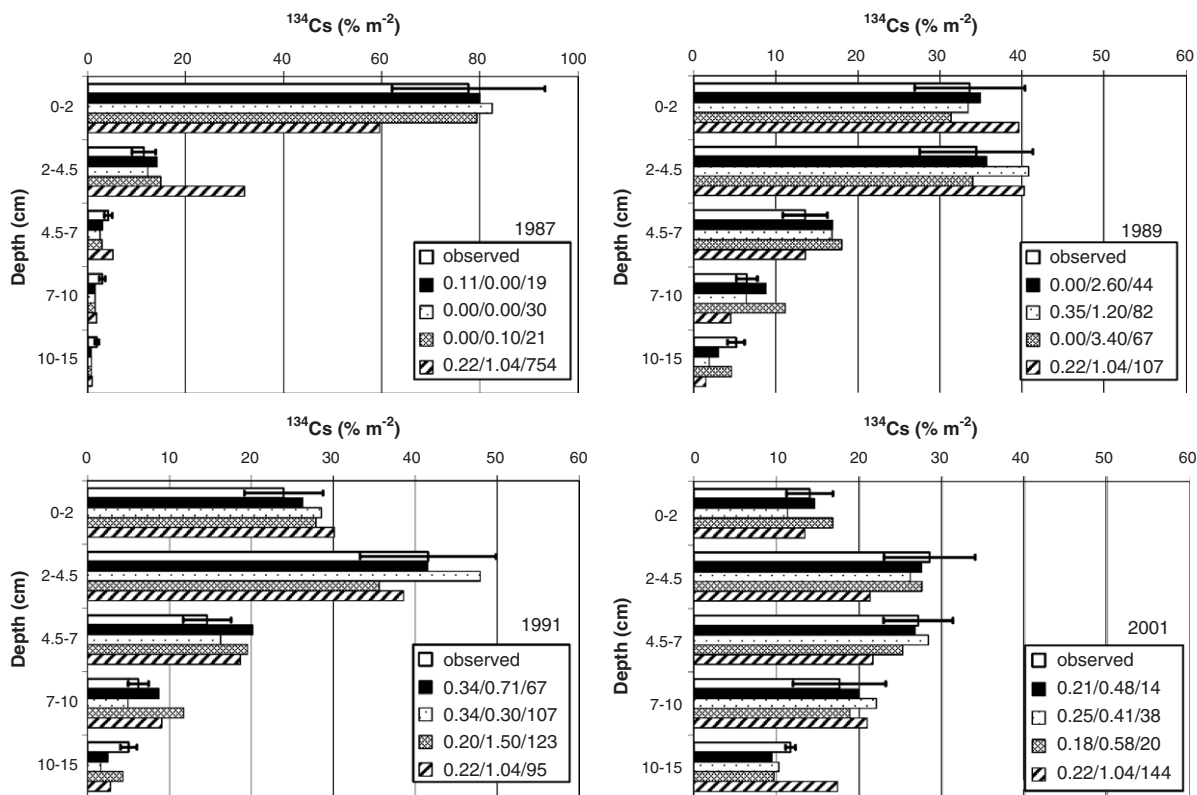 134Cs (% m-2)
0 20 40 60 80 100
Depth (cm)
0-2
2-4.5
4.5-7
7-10
10-15
1987
observed
0.11/0.00/19
0.00/0.00/30
0.00/0.10/21
0.22/1.04/754
134Cs (% m-2)
0 10 20 30 40 50 60
Depth (cm)
0-2
2-4.5
4.5-7
7-10
10-15
1989
observed
0.00/2.60/44
0.35/1.20/82
0.00/3.40/67
0.22/1.04/107
134Cs (% m-2)
0 10 20 30 40 50 60
Depth (cm)
0-2
2-4.5
4.5-7
7-10
10-15
1991
observed
0.34/0.71/67
0.34/0.30/107
0.20/1.50/123
0.22/1.04/95
134Cs (% m-2)
0 10 20 30 40 50 60
Depth (cm)
0-2
2-4.5
4.5-7
7-10
10-15
2001
observed
0.21/0.48/14
0.25/0.41/38
0.18/0.58/20
0.22/1.04/144